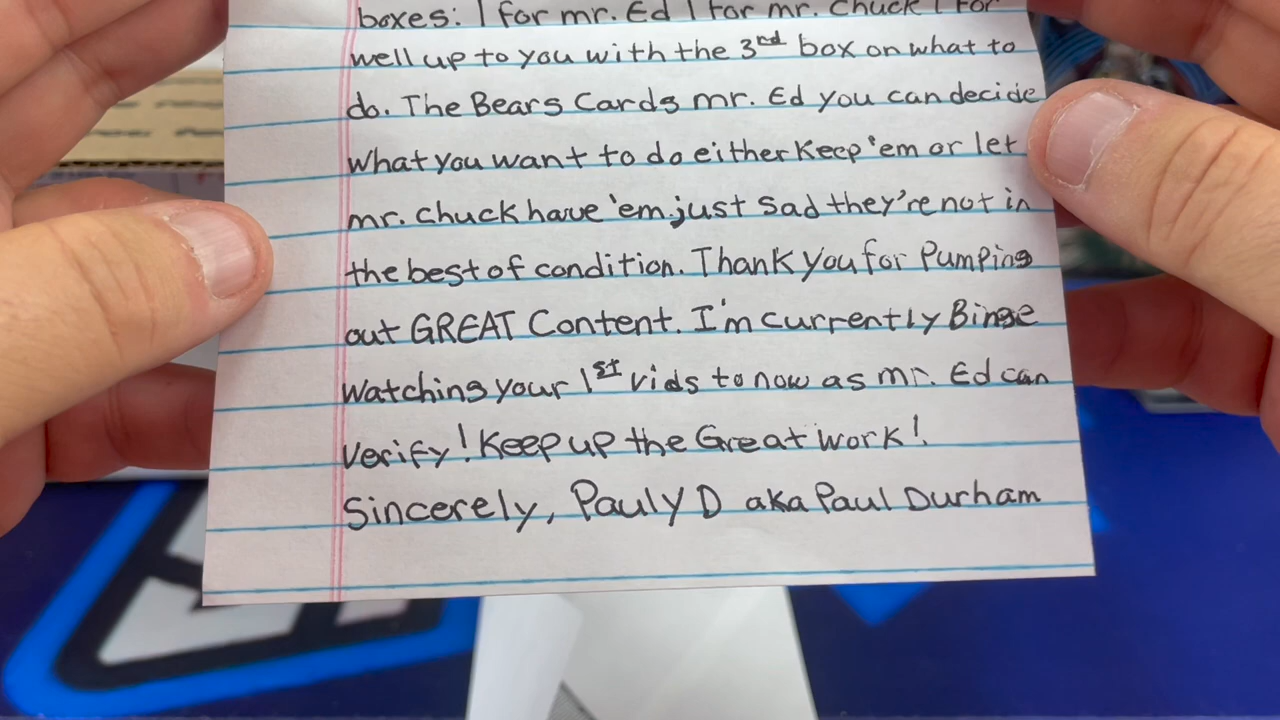 boxes: 1 for mr. Ed 1 for mr. Chuck 1 for
well up to you with the 3rd box on what to
do. The Bears Cards mr. Ed you can decide
what you want to do either Keep 'em or let
mr. Chuck have 'em. just sad they're not in
the best of condition. Thank you for Pumping
out GREAT Content. I'm currently Binge
watching your 1st vids to now as mr. Ed can
verify! Keep up the Great work!
Sincerely, Pauly D aka Paul Durham